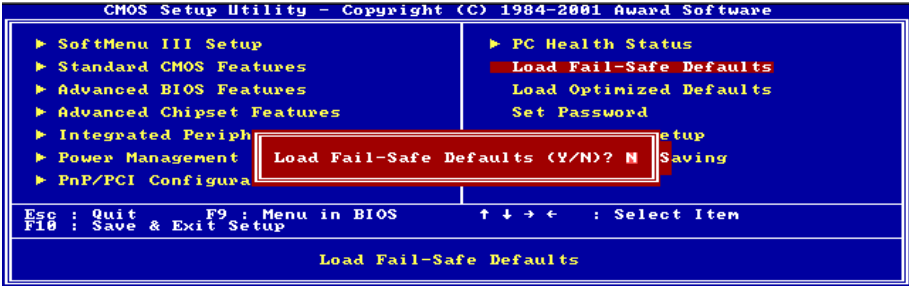 CMOS Setup Utility – Copyright (C) 1984–2001 Award Software
▶ SoftMenu III Setup
▶ Standard CMOS Features
▶ Advanced BIOS Features
▶ Advanced Chipset Features
▶ Integrated Periph
▶ Power Management
▶ PnP/PCI Configura
▶ PC Health Status
Load Fail-Safe Defaults
Load Optimized Defaults
Set Password
etup
Saving
Load Fail-Safe Defaults (Y/N)? N
Esc : Quit F9 : Menu in BIOS ↑ ↓ → ← : Select Item
F10 : Save & Exit Setup
Load Fail-Safe Defaults